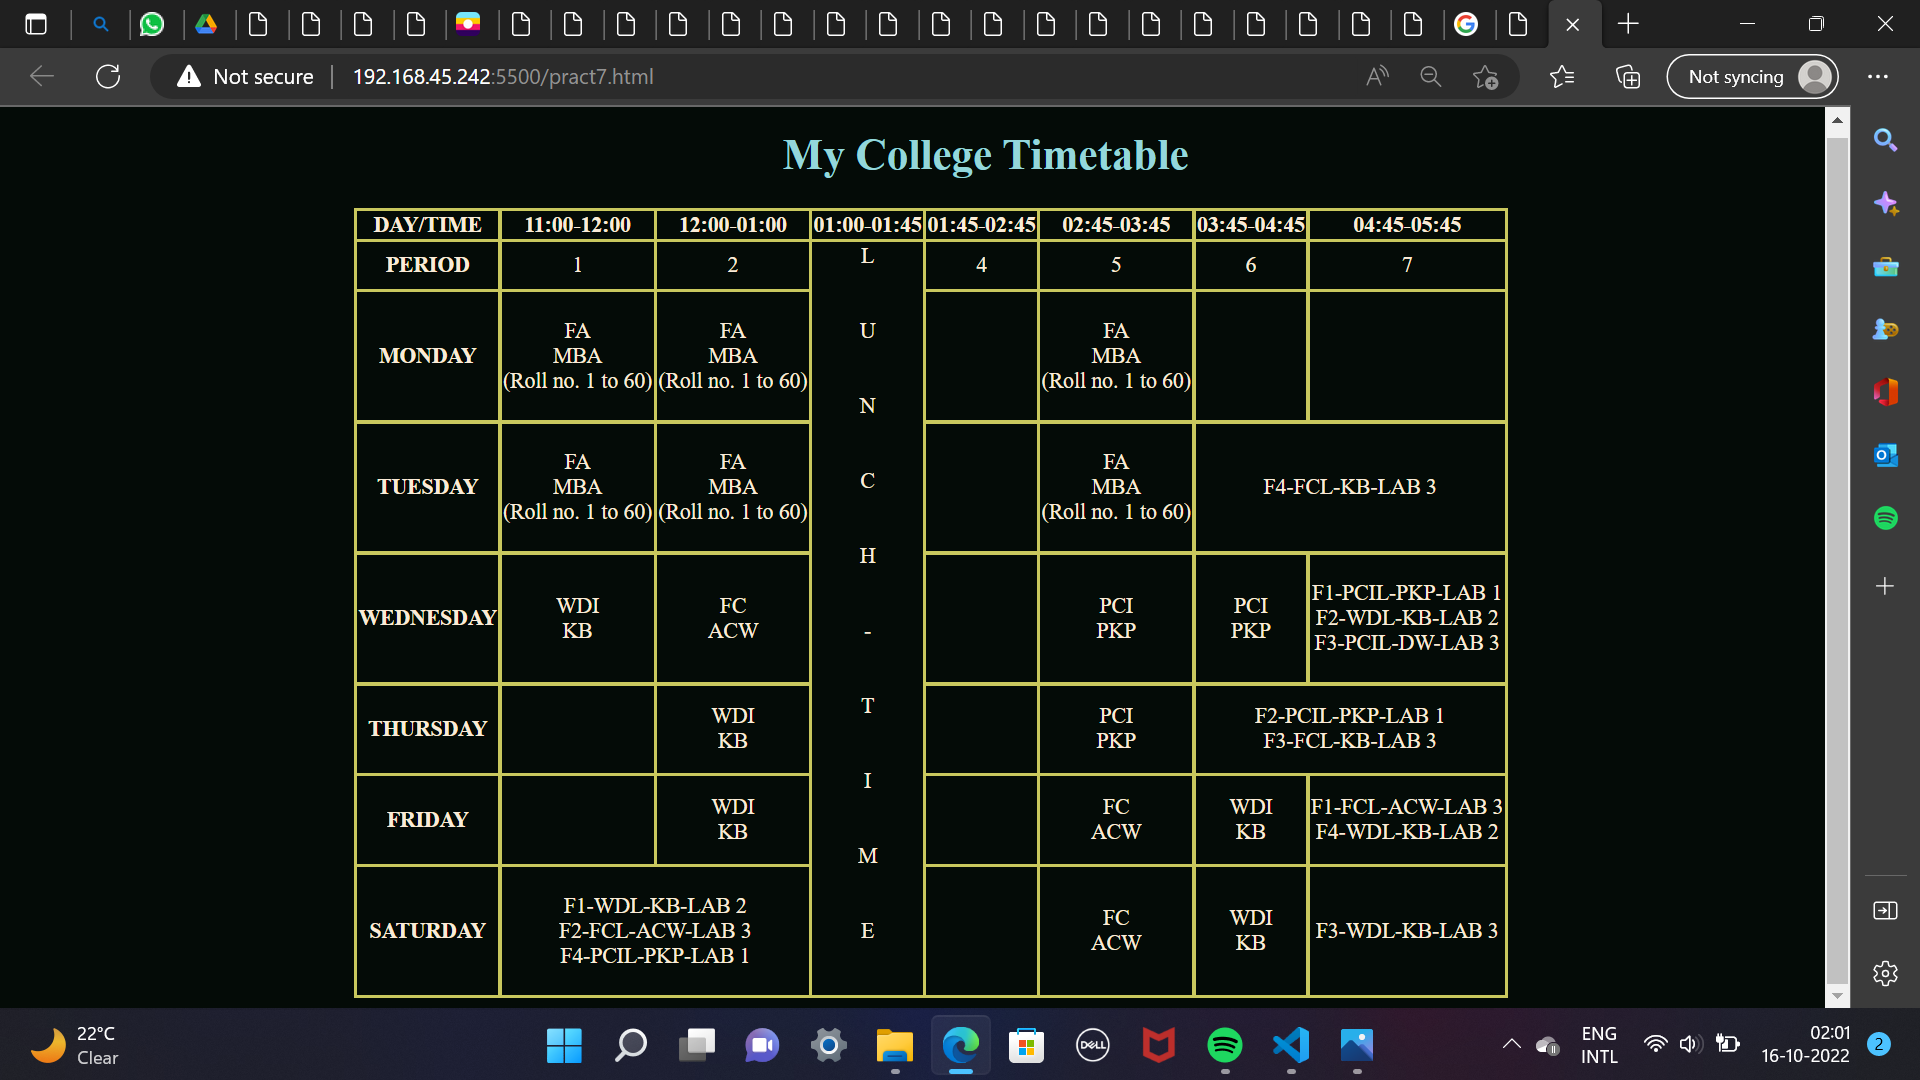 Not secure 192.168.45.242:5500/pract7.html Not syncing
My College Timetable
DAY/TIME 11:00-12:00 12:00-01:00 01:00-01:45 01:45-02:45 02:45-03:45 03:45-04:45 04:45-05:45
PERIOD 1 2 4 5 6 7
L
U
N
C
H
-
T
I
M
E
MONDAY
FA
MBA
(Roll no. 1 to 60)
FA
MBA
(Roll no. 1 to 60)
FA
MBA
(Roll no. 1 to 60)
TUESDAY
FA
MBA
(Roll no. 1 to 60)
FA
MBA
(Roll no. 1 to 60)
FA
MBA
(Roll no. 1 to 60)
F4-FCL-KB-LAB 3
WEDNESDAY
WDI
KB
FC
ACW
PCI
PKP
PCI
PKP
F1-PCIL-PKP-LAB 1
F2-WDL-KB-LAB 2
F3-PCIL-DW-LAB 3
THURSDAY
WDI
KB
PCI
PKP
F2-PCIL-PKP-LAB 1
F3-FCL-KB-LAB 3
FRIDAY
WDI
KB
FC
ACW
WDI
KB
F1-FCL-ACW-LAB 3
F4-WDL-KB-LAB 2
SATURDAY
F1-WDL-KB-LAB 2
F2-FCL-ACW-LAB 3
F4-PCIL-PKP-LAB 1
FC
ACW
WDI
KB
F3-WDL-KB-LAB 3
22°C
Clear
DELL
ENG
INTL
02:01
16-10-2022
2